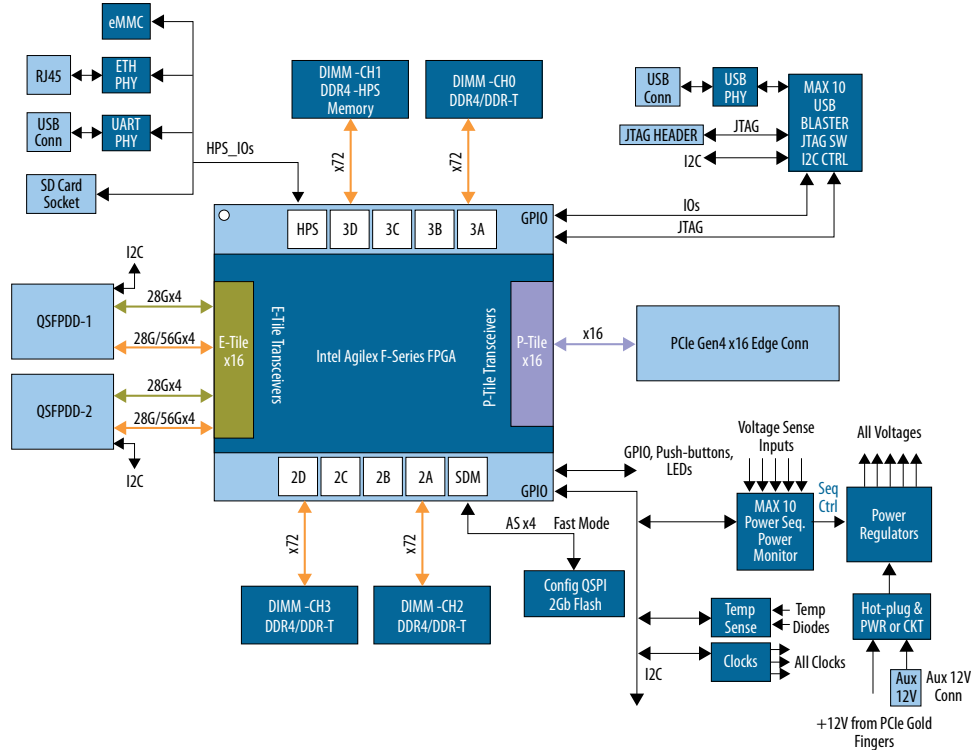 eMMC
RJ45
ETH
PHY
USB
Conn
UART
PHY
SD Card
Socket
HPS_IOs
DIMM -CH1
DDR4 -HPS
Memory
DIMM -CH0
DDR4/DDR-T
x72
x72
USB
Conn
USB
PHY
MAX 10
USB
BLASTER
JTAG SW
I2C CTRL
JTAG HEADER
JTAG
I2C
IOs
JTAG
HPS
3D
3C
3B
3A
GPIO
I2C
QSFPDD-1
28Gx4
28G/56Gx4
QSFPDD-2
28Gx4
28G/56Gx4
I2C
E-Tile
x16
E-Tile Transceivers
Intel Agilex F-Series FPGA
P-Tile Transceivers
P-Tile
x16
x16
PCIe Gen4 x16 Edge Conn
2D
2C
2B
2A
SDM
GPIO
GPIO, Push-buttons,
LEDs
x72
x72
AS x4
Fast Mode
DIMM -CH3
DDR4/DDR-T
DIMM -CH2
DDR4/DDR-T
Config QSPI
2Gb Flash
Voltage Sense
Inputs
All Voltages
MAX 10
Power Seq.
Power
Monitor
Seq
Ctrl
Power
Regulators
Temp
Sense
Temp
Diodes
Clocks
All Clocks
I2C
Hot-plug &
PWR or CKT
Aux
12V
Aux 12V
Conn
+12V from PCIe Gold
Fingers